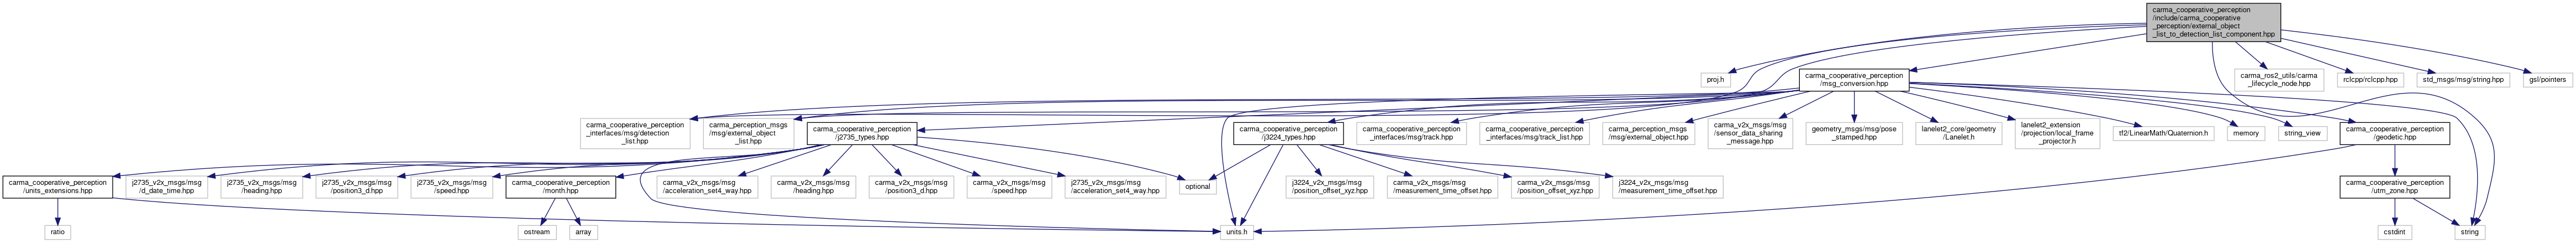 carma_cooperative_perception
/include/carma_cooperative
_perception/external_object
_list_to_detection_list_component.hpp
proj.h
carma_cooperative_perception
/msg_conversion.hpp
carma_ros2_utils/carma
_lifecycle_node.hpp
rclcpp/rclcpp.hpp
std_msgs/msg/string.hpp
gsl/pointers
carma_cooperative_perception
_interfaces/msg/detection
_list.hpp
carma_perception_msgs
/msg/external_object
_list.hpp
carma_cooperative_perception
/j2735_types.hpp
carma_cooperative_perception
/j3224_types.hpp
carma_cooperative_perception
_interfaces/msg/track.hpp
carma_cooperative_perception
_interfaces/msg/track_list.hpp
carma_perception_msgs
/msg/external_object.hpp
carma_v2x_msgs/msg
/sensor_data_sharing
_message.hpp
geometry_msgs/msg/pose
_stamped.hpp
lanelet2_core/geometry
/Lanelet.h
lanelet2_extension
/projection/local_frame
_projector.h
tf2/LinearMath/Quaternion.h
memory
string_view
carma_cooperative_perception
/geodetic.hpp
carma_cooperative_perception
/units_extensions.hpp
j2735_v2x_msgs/msg
/d_date_time.hpp
j2735_v2x_msgs/msg
/heading.hpp
j2735_v2x_msgs/msg
/position3_d.hpp
j2735_v2x_msgs/msg
/speed.hpp
carma_cooperative_perception
/month.hpp
carma_v2x_msgs/msg
/acceleration_set4_way.hpp
carma_v2x_msgs/msg
/heading.hpp
carma_v2x_msgs/msg
/position3_d.hpp
carma_v2x_msgs/msg
/speed.hpp
j2735_v2x_msgs/msg
/acceleration_set4_way.hpp
optional
j3224_v2x_msgs/msg
/position_offset_xyz.hpp
carma_v2x_msgs/msg
/measurement_time_offset.hpp
carma_v2x_msgs/msg
/position_offset_xyz.hpp
j3224_v2x_msgs/msg
/measurement_time_offset.hpp
carma_cooperative_perception
/utm_zone.hpp
ratio
ostream
array
units.h
cstdint
string